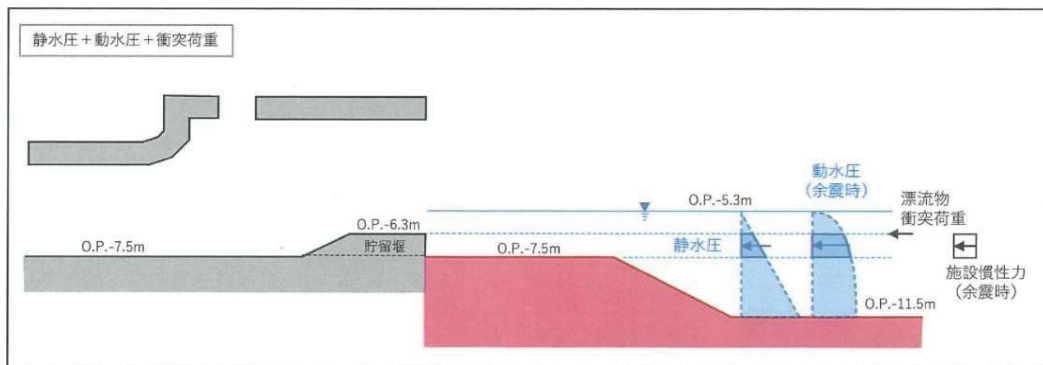 静水圧＋動水圧＋衝突荷重
動水圧
(余震時)
O.P.-5.3m
漂流物
衝突荷重
O.P.-6.3m
O.P.-7.5m
貯留堰
O.P.-7.5m
静水圧
施設慣性力
(余震時)
O.P.-11.5m